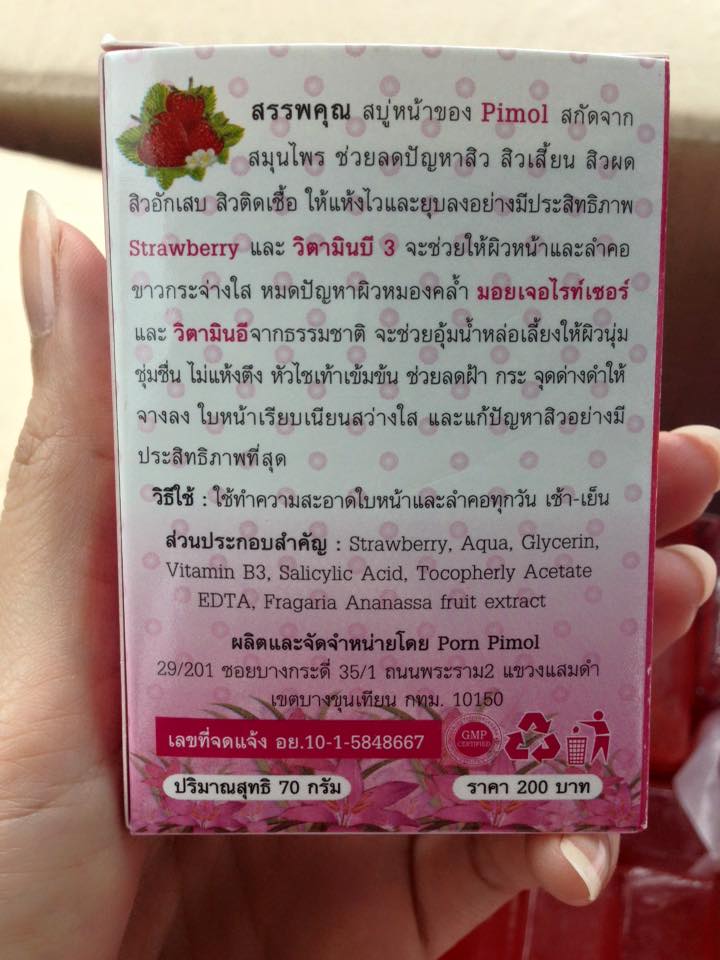 สรรพคุณ สบู่หน้าของ Pimol สกัดจาก
สมุนไพร ช่วยลดปัญหาสิว สิวเสี้ยน สิวผด
สิวอักเสบ สิวติดเชื้อ ให้แห้งไวและยุบลงอย่างมีประสิทธิภาพ
Strawberry และ วิตามินบี 3 จะช่วยให้ผิวหน้าและลำคอ
ขาวกระจ่างใส หมดปัญหาผิวหมองคล้ำ มอยเจอไรท์เซอร์
และ วิตามินอีจากธรรมชาติ จะช่วยอุ้มน้ำหล่อเลี้ยงให้ผิวนุ่ม
ชุ่มชื่น ไม่แห้งตึง หัวไชเท้าเข้มข้น ช่วยลดฝ้า กระ จุดด่างดำให้
จางลง ใบหน้าเรียบเนียนสว่างใส และแก้ปัญหาสิวอย่างมี
ประสิทธิภาพที่สุด
วิธีใช้ : ใช้ทำความสะอาดใบหน้าและลำคอทุกวัน เช้า-เย็น
ส่วนประกอบสำคัญ : Strawberry, Aqua, Glycerin,
Vitamin B3, Salicylic Acid, Tocopherly Acetate
EDTA, Fragaria Ananassa fruit extract
ผลิตและจัดจำหน่ายโดย Porn Pimol
29/201 ซอยบางกระดี่ 35/1 ถนนพระราม2 แขวงแสมดำ
เขตบางขุนเทียน กทม. 10150
เลขที่จดแจ้ง อย.10-1-5848667
GMP
CERTIFIED
ปริมาณสุทธิ 70 กรัม
ราคา 200 บาท